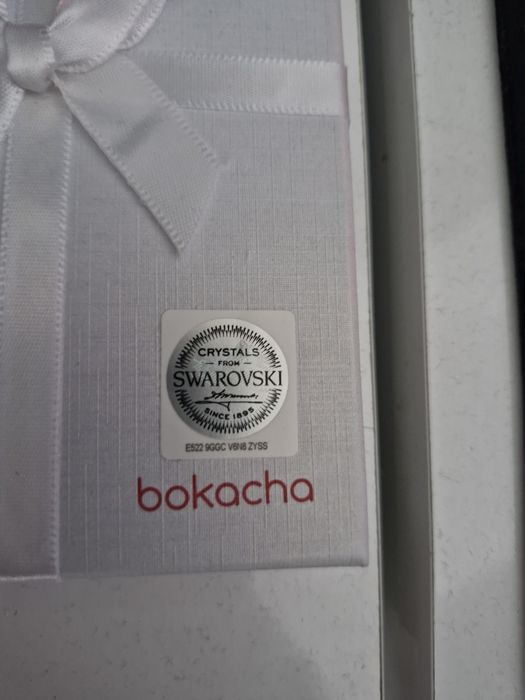 CRYSTALS
FROM
SWAROVSKI
SINCE 1895
E522 9GGC V6N8 ZYSS
bokacha